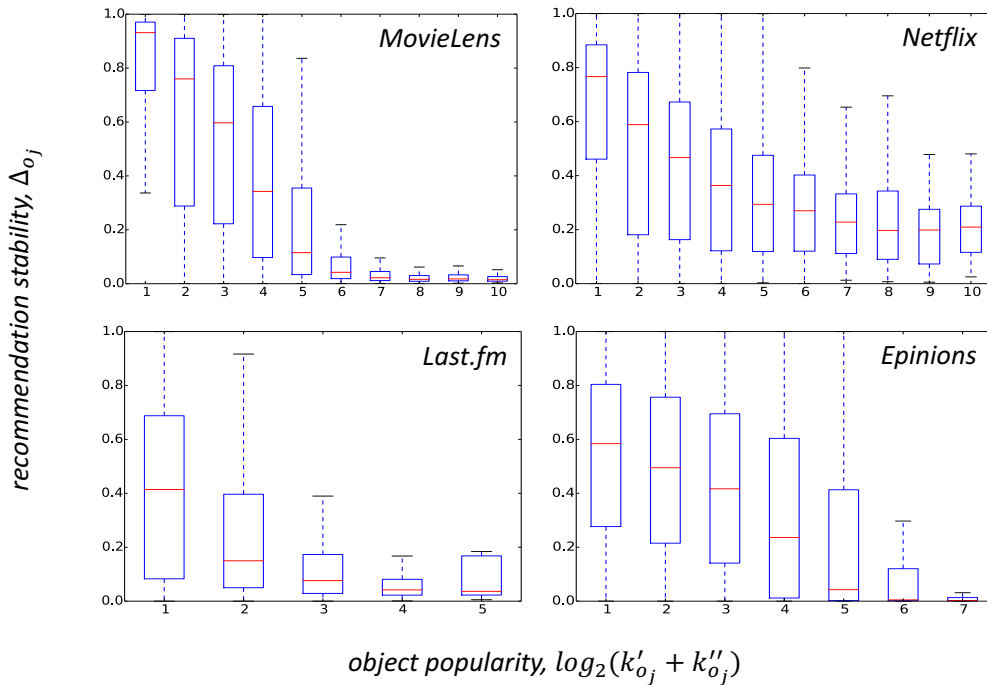 MovieLens
1.0
0.8
0.6
0.4
0.2
0.0
1 2 3 4 5 6 7 8 9 10
Netflix
1.0
0.8
0.6
0.4
0.2
0.0
1 2 3 4 5 6 7 8 9 10
recommendation stability, Δ_{o_j}
Last.fm
1.0
0.8
0.6
0.4
0.2
0.0
1 2 3 4 5
Epinions
1.0
0.8
0.6
0.4
0.2
0.0
1 2 3 4 5 6 7
object popularity, log₂(k′_{o_j} + k′′_{o_j})